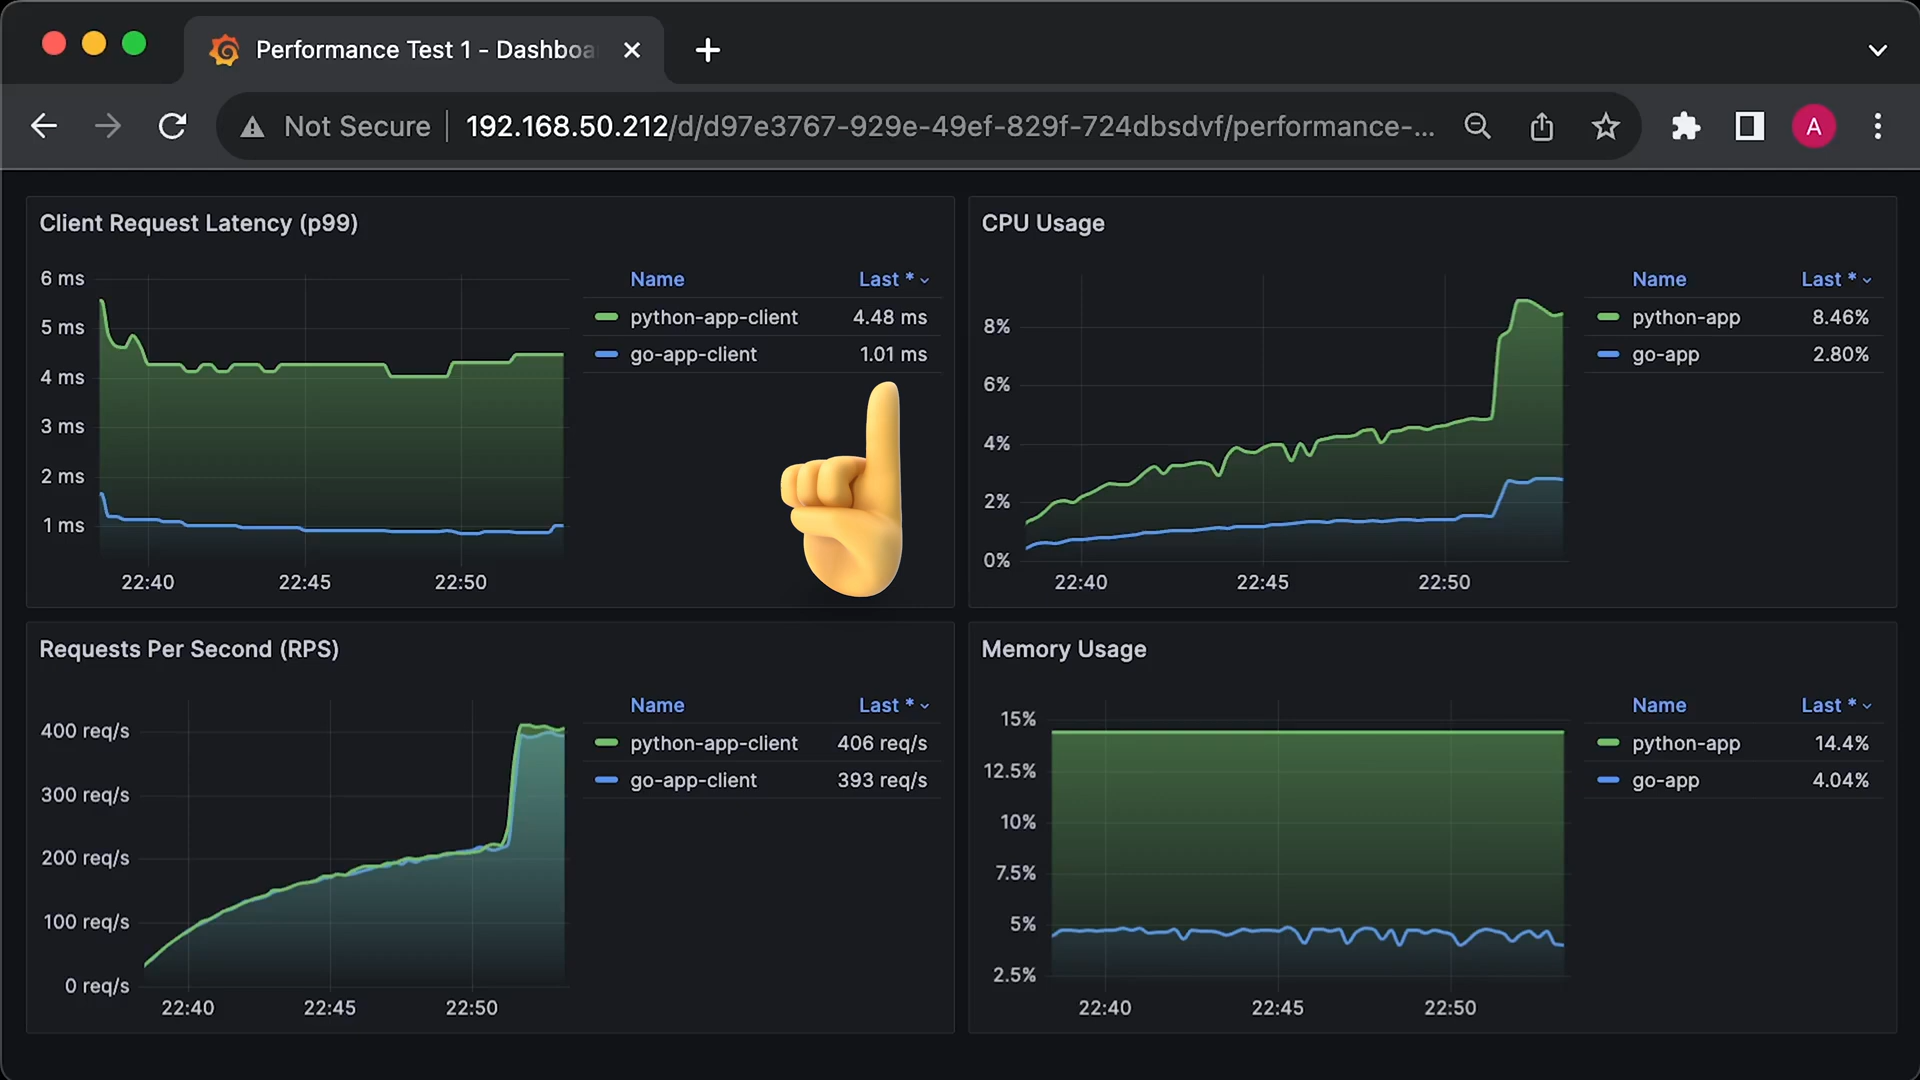 Performance Test 1 - Dashboa
Not Secure
192.168.50.212/d/d97e3767-929e-49ef-829f-724dbsdvf/performance-...
A
Client Request Latency (p99)
6 ms
5 ms
4 ms
3 ms
2 ms
1 ms
22:40 22:45 22:50
Name Last *
python-app-client 4.48 ms
go-app-client 1.01 ms
CPU Usage
8%
6%
4%
2%
0%
22:40 22:45 22:50
Name Last *
python-app 8.46%
go-app 2.80%
Requests Per Second (RPS)
400 req/s
300 req/s
200 req/s
100 req/s
0 req/s
22:40 22:45 22:50
Name Last *
python-app-client 406 req/s
go-app-client 393 req/s
Memory Usage
15%
12.5%
10%
7.5%
5%
2.5%
22:40 22:45 22:50
Name Last *
python-app 14.4%
go-app 4.04%